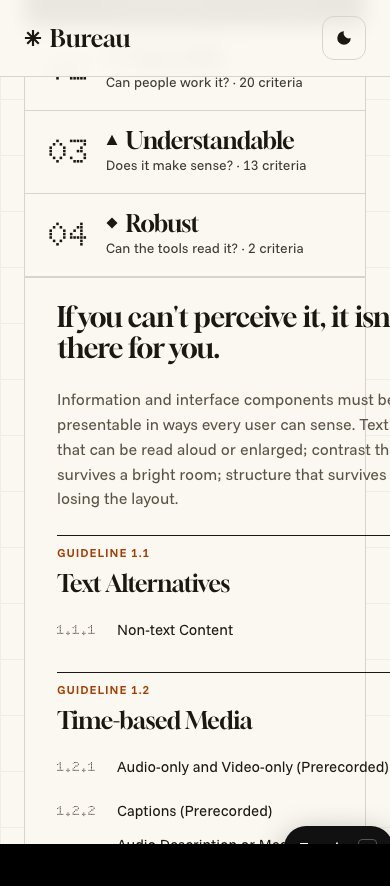 Bureau
Can people work it? · 20 criteria
03
Understandable
Does it make sense? · 13 criteria
04
Robust
Can the tools read it? · 2 criteria
If you can't perceive it, it isn
there for you.
Information and interface components must be
presentable in ways every user can sense. Text
that can be read aloud or enlarged; contrast th
survives a bright room; structure that survives
losing the layout.
GUIDELINE 1.1
Text Alternatives
1.1.1 Non-text Content
GUIDELINE 1.2
Time-based Media
1.2.1 Audio-only and Video-only (Prerecorded)
1.2.2 Captions (Prerecorded)
Audio Description or